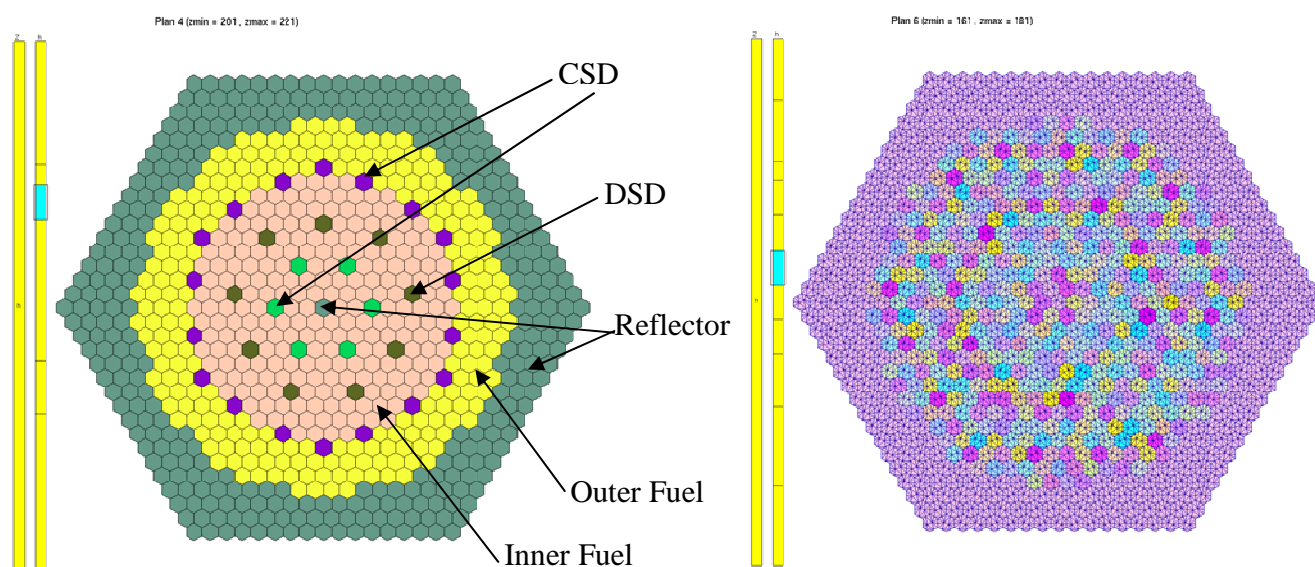 Plan 4 (zmin = 201 , zmax = 221)
Plan 6 (zmin = 161 , zmax = 181)
CSD
DSD
Reflector
Outer Fuel
Inner Fuel